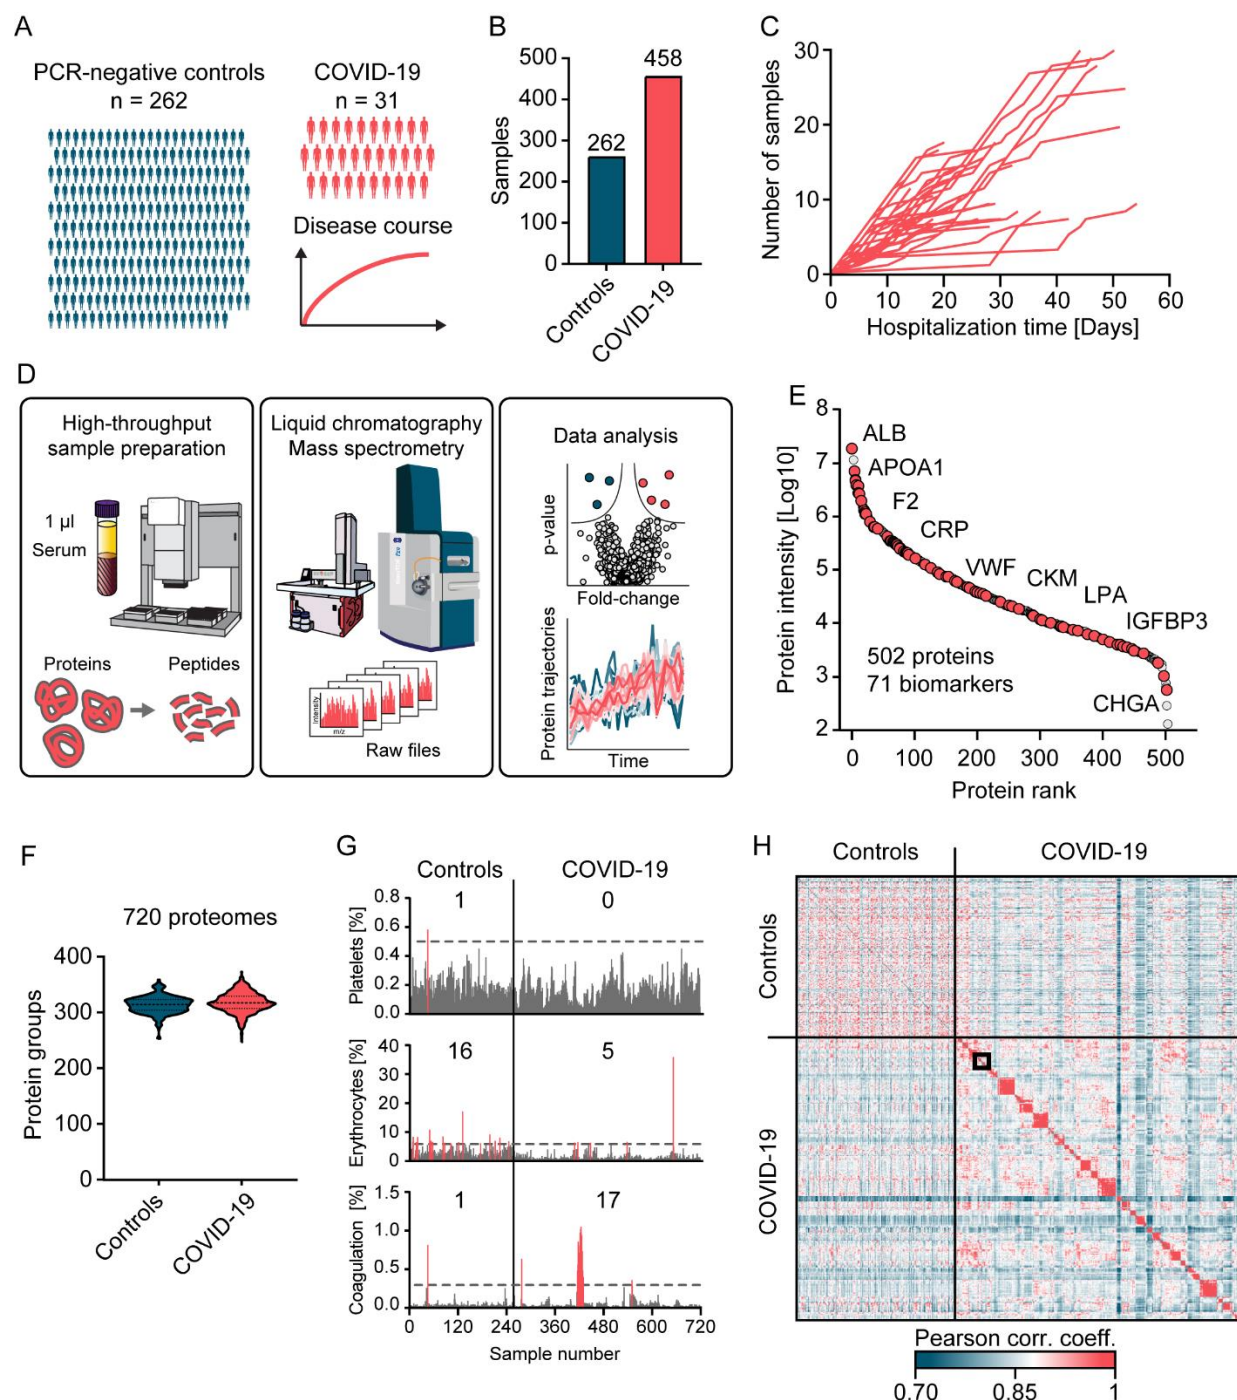 A
PCR-negative controls
n = 262
COVID-19
n = 31
Disease course
B
Samples
500
400
300
200
100
0
262
458
Controls
COVID-19
C
Number of samples
30
20
10
0
0 10 20 30 40 50 60
Hospitalization time [Days]
D
High-throughput
sample preparation
1 µl
Serum
Proteins
Peptides
Liquid chromatography
Mass spectrometry
Intensity
m/z
Raw files
Data analysis
p-value
Fold-change
Protein trajectories
Time
E
Protein intensity [Log10]
8
7
6
5
4
3
2
ALB
APOA1
F2
CRP
VWF
CKM
LPA
IGFBP3
502 proteins
71 biomarkers
CHGA
0 100 200 300 400 500
Protein rank
F
720 proteomes
Protein groups
400
300
200
100
0
Controls
COVID-19
G
Controls COVID-19
Platelets [%]
0.8
0.6
0.4
0.2
0.0
1 0
Erythrocytes [%]
40
30
20
10
0
16 5
Coagulation [%]
1.5
1.0
0.5
0.0
1 17
0 120 240 360 480 600 720
Sample number
H
Controls COVID-19
Controls
COVID-19
Pearson corr. coeff.
0.70 0.85 1